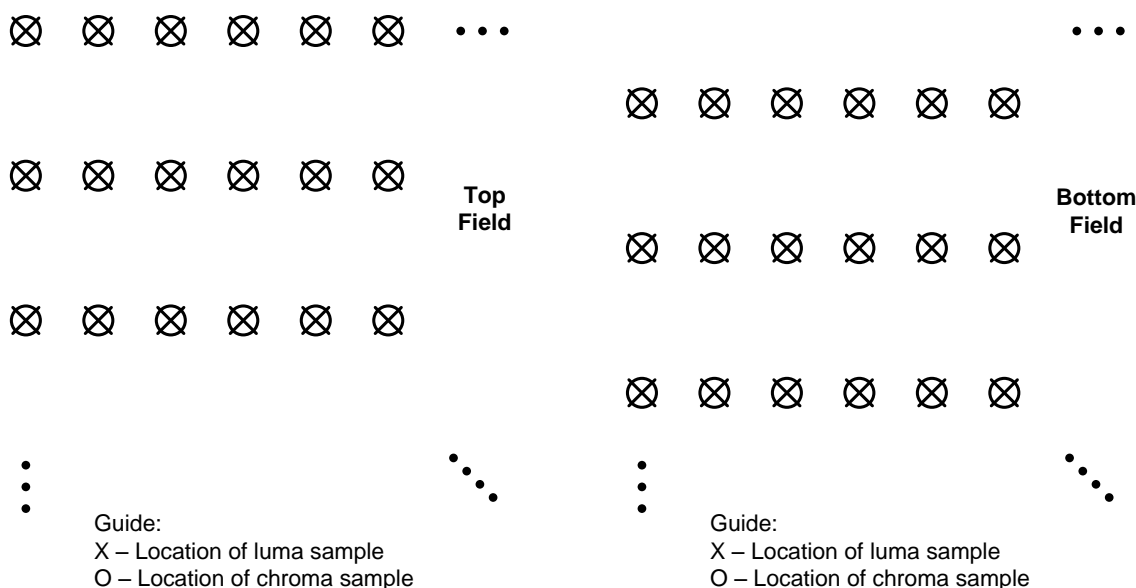 Top
Field
Bottom
Field
Guide:
X – Location of luma sample
O – Location of chroma sample
Guide:
X – Location of luma sample
O – Location of chroma sample